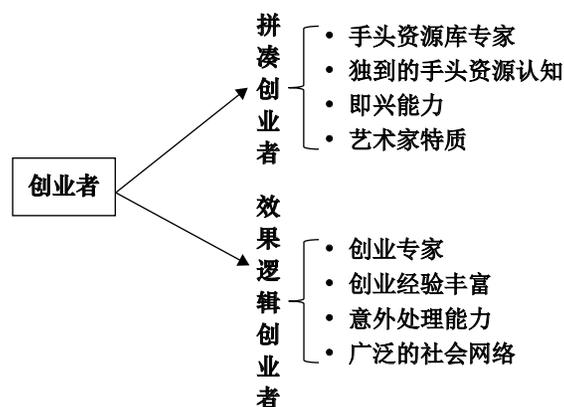 创业者
拼凑创业者
• 手头资源库专家
• 独到的手头资源认知
• 即兴能力
• 艺术家特质
效果逻辑创业者
• 创业专家
• 创业经验丰富
• 意外处理能力
• 广泛的社会网络